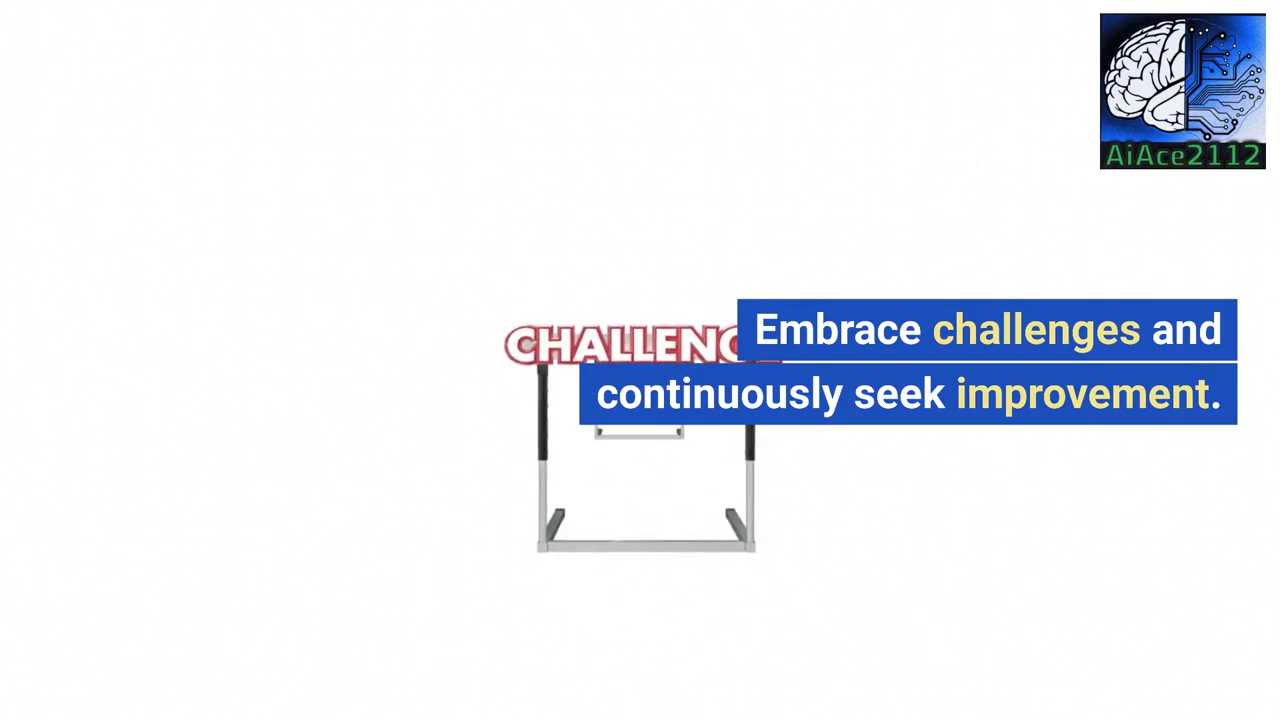 AiAce2112
Embrace challenges and
continuously seek improvement.